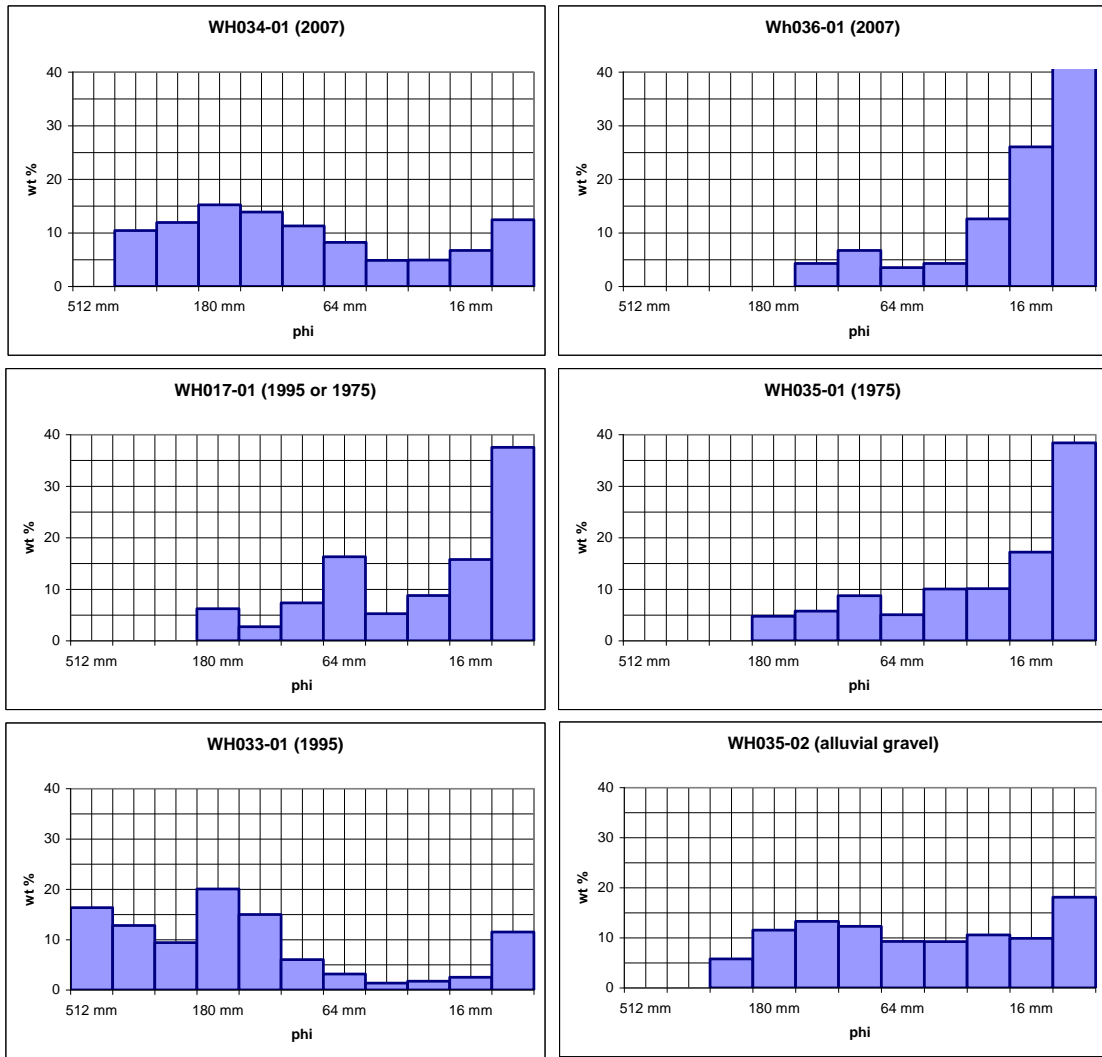 WH034-01 (2007)
40
30
20
10
0
wt %
512 mm 180 mm 64 mm 16 mm
phi
Wh036-01 (2007)
40
30
20
10
0
wt %
512 mm 180 mm 64 mm 16 mm
phi
WH017-01 (1995 or 1975)
40
30
20
10
0
wt %
512 mm 180 mm 64 mm 16 mm
phi
WH035-01 (1975)
40
30
20
10
0
wt %
512 mm 180 mm 64 mm 16 mm
phi
WH033-01 (1995)
40
30
20
10
0
wt %
512 mm 180 mm 64 mm 16 mm
phi
WH035-02 (alluvial gravel)
40
30
20
10
0
wt %
512 mm 180 mm 64 mm 16 mm
phi